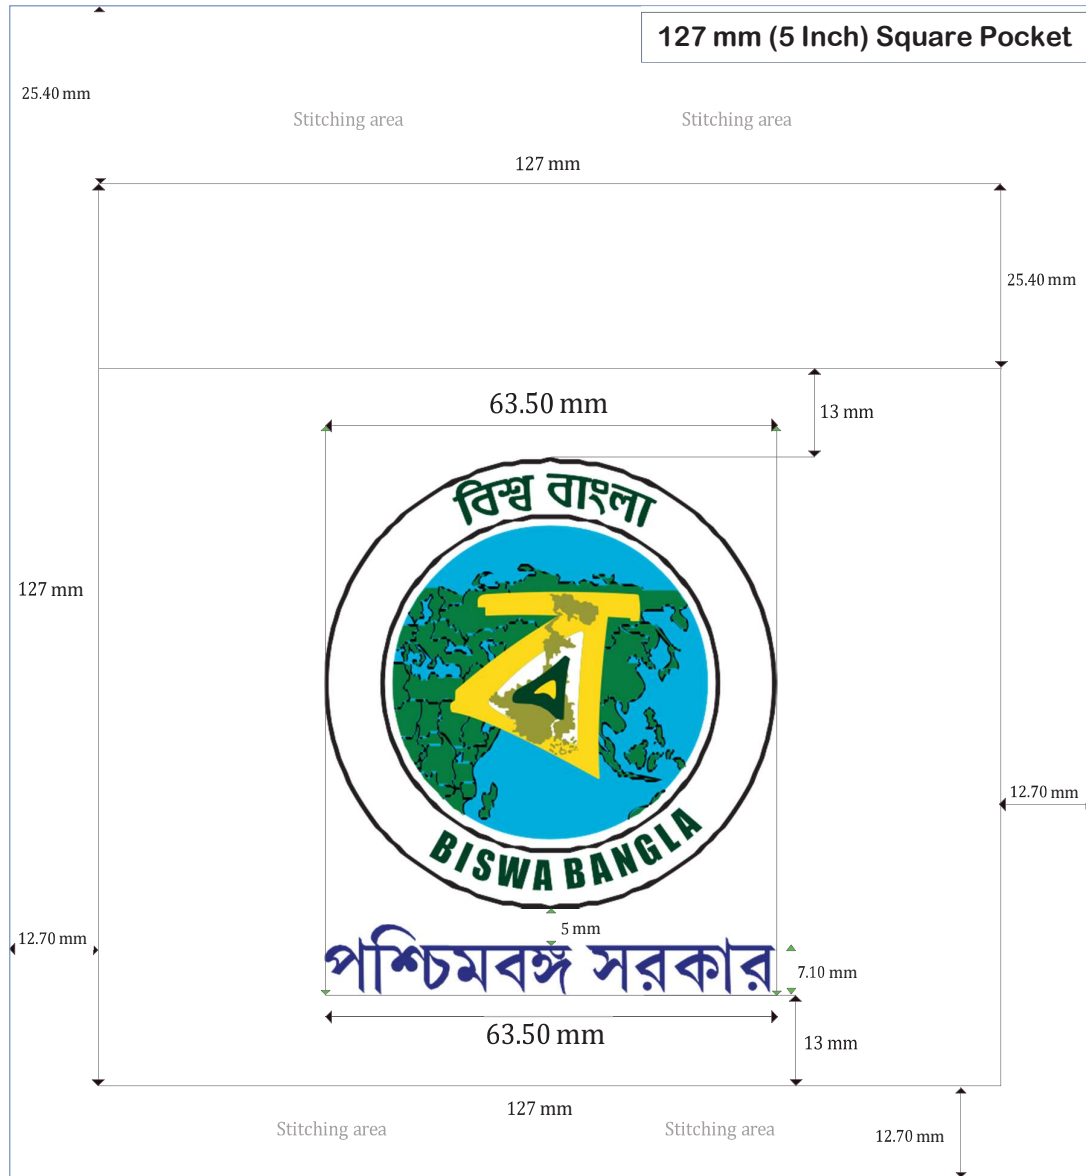 127 mm (5 Inch) Square Pocket
25.40 mm
Stitching area Stitching area
127 mm
25.40 mm
63.50 mm
13 mm
বিশ্ব বাংলা
127 mm
ব
12.70 mm
BISWA BANGLA
5 mm
12.70 mm
পশ্চিমবঙ্গ সরকার
7.10 mm
63.50 mm
13 mm
127 mm
Stitching area Stitching area
12.70 mm